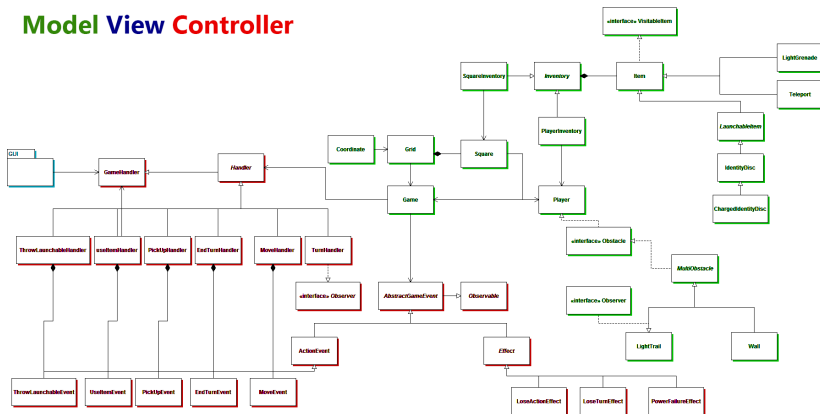 Model View Controller
«interface» VisitableItem
LightGrenade
SquareInventory
Inventory
Item
Teleport
LaunchableItem
PlayerInventory
Coordinate
Grid
Square
GUI
GameHandler
Handler
IdentityDisc
Game
Player
ChargedIdentityDisc
«interface» Obstacle
ThrowLaunchableHandler
useItemHandler
PickUpHandler
EndTurnHandler
MoveHandler
TurnHandler
MultiObstacle
«interface» Observer
AbstractGameEvent
Observable
«interface» Observer
ActionEvent
Effect
LightTrail
Wall
ThrowLaunchableEvent
UseItemEvent
PickUpEvent
EndTurnEvent
MoveEvent
LoseActionEffect
LoseTurnEffect
PowerFailureEffect